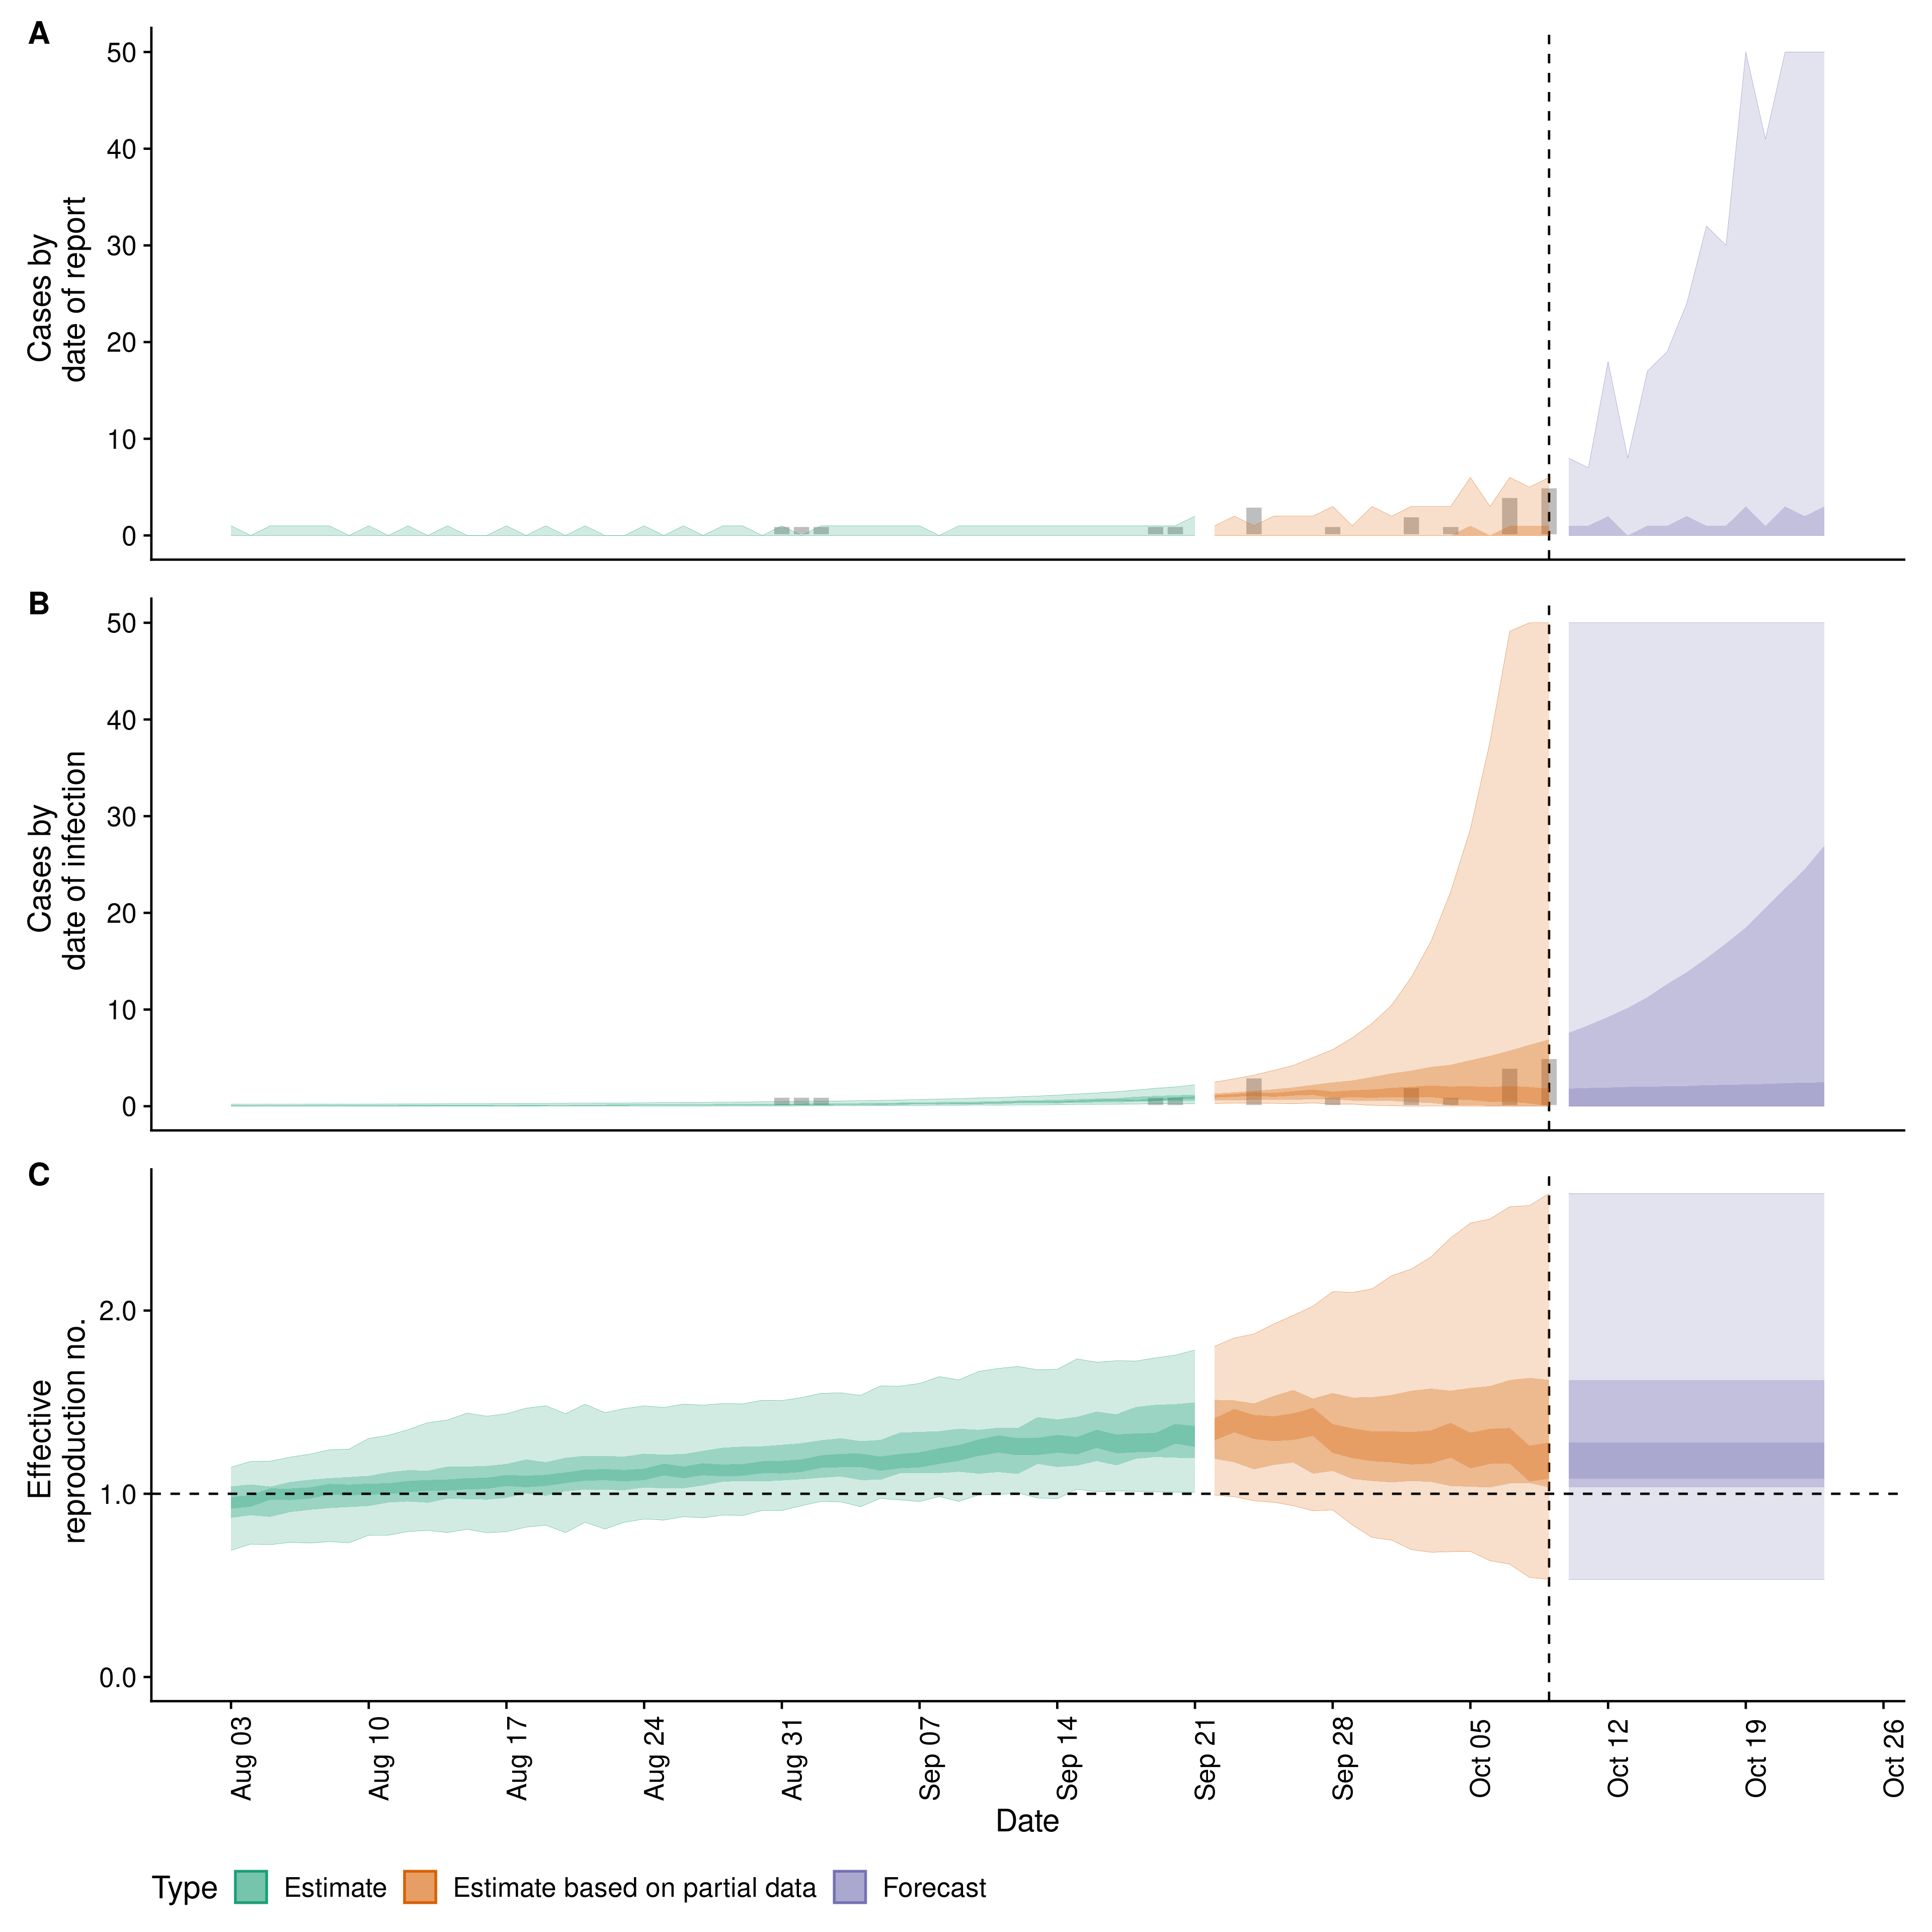 A
50
40
30
20
10
0
Cases by
date of report
B
50
40
30
20
10
0
Cases by
date of infection
C
2.0
1.0
0.0
Effective
reproduction no.
Aug 03
Aug 10
Aug 17
Aug 24
Aug 31
Sep 07
Sep 14
Sep 21
Sep 28
Oct 05
Oct 12
Oct 19
Oct 26
Date
Type Estimate Estimate based on partial data Forecast